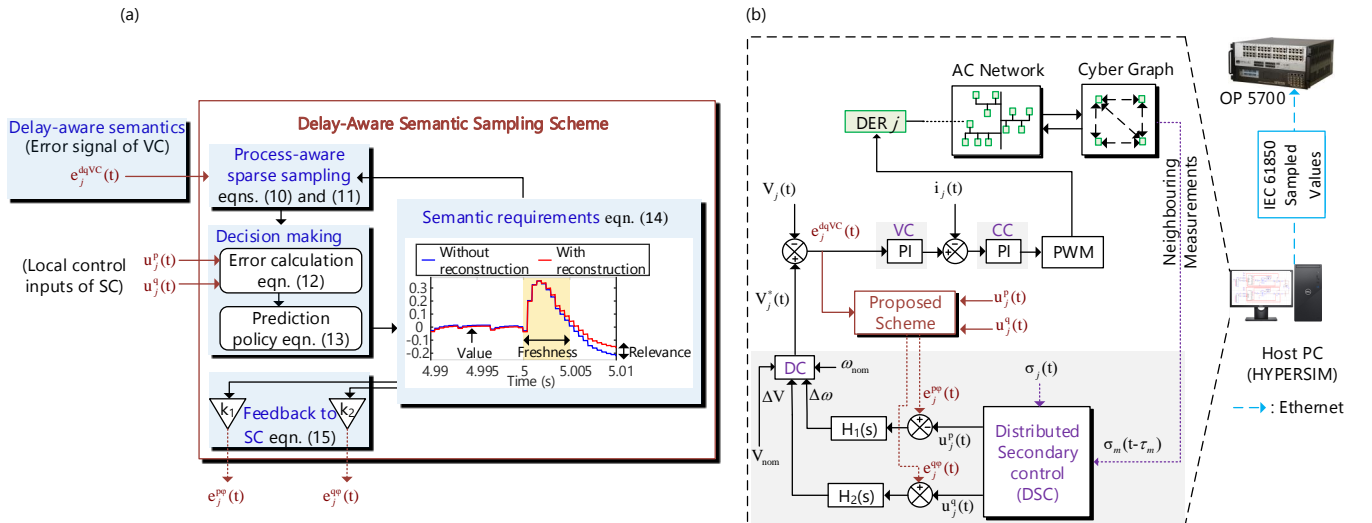 (a)
Delay-Aware Semantic Sampling Scheme
Delay-aware semantics
(Error signal of VC)
e_j^{dqVC}(t)
Process-aware
sparse sampling
eqns. (10) and (11)
Decision making
(Local control
inputs of SC)
u_j^p(t)
u_j^q(t)
Error calculation
eqn. (12)
Prediction
policy eqn. (13)
Semantic requirements eqn. (14)
Without
reconstruction
With
reconstruction
0.3
0.2
0.1
0
-0.1
-0.2
Value
Freshness
Relevance
4.99
4.995
5
5.005
5.01
Time (s)
k_1
k_2
Feedback to
SC eqn. (15)
e_j^{pφ}(t)
e_j^{qφ}(t)
(b)
AC Network
Cyber Graph
DER j
OP 5700
IEC 61850
Sampled
Values
Neighbouring
Measurements
V_j(t)
i_j(t)
e_j^{dqVC}(t)
VC
PI
CC
PI
PWM
V_j^*(t)
Proposed
Scheme
u_j^p(t)
u_j^q(t)
Host PC
(HYPERSIM)
: Ethernet
DC
ω_nom
ΔV
Δω
V_nom
e_j^{pφ}(t)
σ_j(t)
H_1(s)
u_j^p(t)
Distributed
Secondary
control
(DSC)
σ_m(t-τ_m)
e_j^{qφ}(t)
H_2(s)
u_j^q(t)